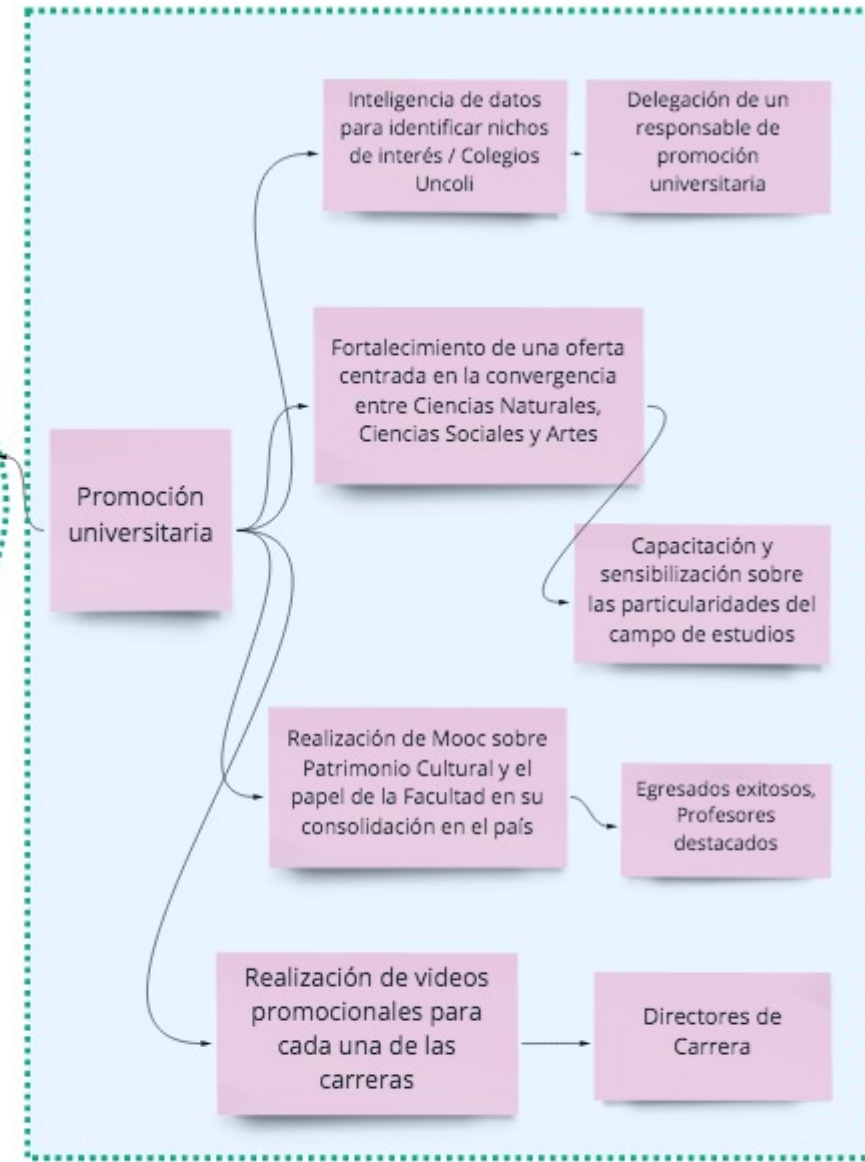 Inteligencia de datos
para identificar nichos
de interés / Colegios
Uncoli
Delegación de un
responsable de
promoción
universitaria
Fortalecimiento de una oferta
centrada en la convergencia
entre Ciencias Naturales,
Ciencias Sociales y Artes
Promoción
universitaria
Capacitación y
sensibilización sobre
las particularidades del
campo de estudios
Realización de Mooc sobre
Patrimonio Cultural y el
papel de la Facultad en su
consolidación en el país
Egresados exitosos,
Profesores
destacados
Realización de videos
promocionales para
cada una de las
carreras
Directores de
Carrera